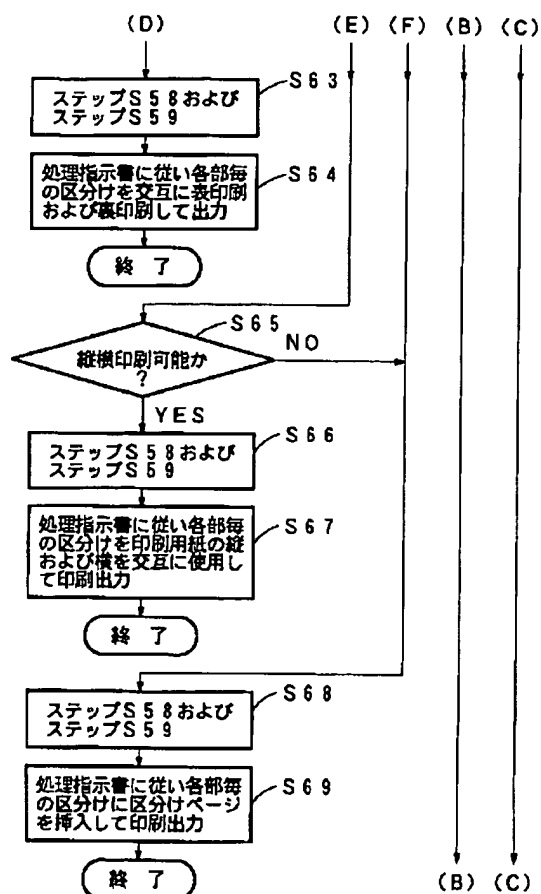 (D) (E) (F) (B) (C)
S63
ステップS58および
ステップS59
S64
処理指示書に従い各部毎
の区分けを交互に表印刷
および裏印刷して出力
終了
S65
縦横印刷可能か
?
NO
YES
S66
ステップS58および
ステップS59
S67
処理指示書に従い各部毎
の区分けを印刷用紙の縦
および横を交互に使用し
て印刷出力
終了
S68
ステップS58および
ステップS59
S69
処理指示書に従い各部毎
の区分けに区分けページ
を挿入して印刷出力
終了
(B) (C)